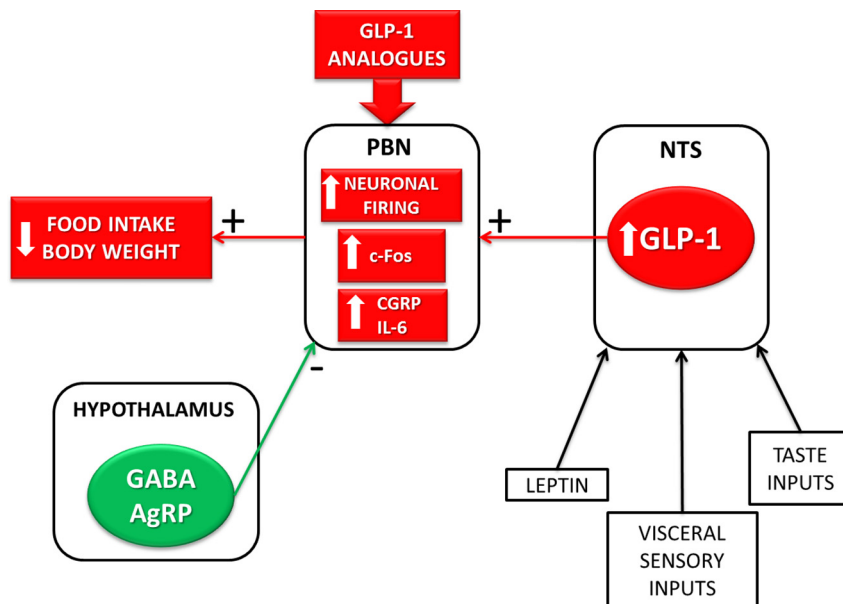 GLP-1
ANALOGUES
PBN
NEURONAL
FIRING
c-Fos
CGRP
IL-6
NTS
GLP-1
+
+
FOOD INTAKE
BODY WEIGHT
-
HYPOTHALAMUS
GABA
AgRP
LEPTIN
VISCERAL
SENSORY
INPUTS
TASTE
INPUTS